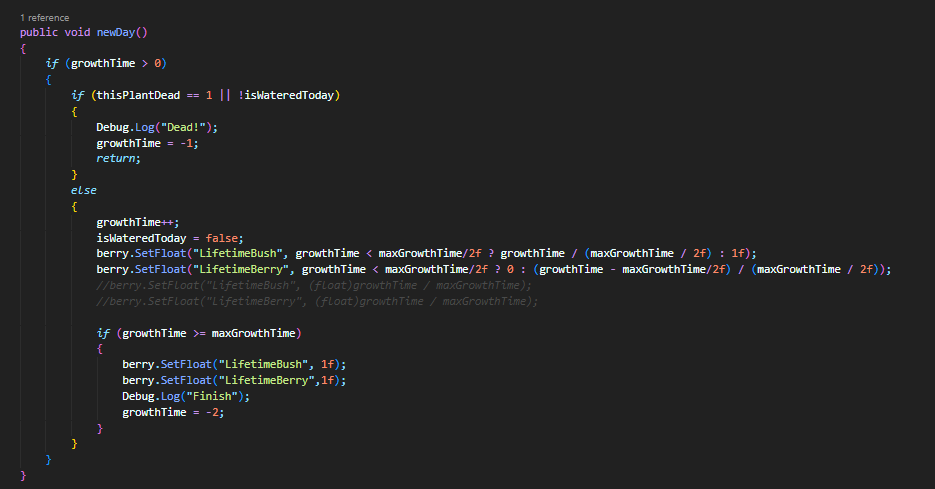 1 reference
public void newDay()
{
    if (growthTime > 0)
    {
        if (thisPlantDead == 1 || !isWateredToday)
        {
            Debug.Log("Dead!");
            growthTime = -1;
            return;
        }
        else
        {
            growthTime++;
            isWateredToday = false;
            berry.SetFloat("LifetimeBush", growthTime < maxGrowthTime/2f ? growthTime / (maxGrowthTime / 2f) : 1f);
            berry.SetFloat("LifetimeBerry", growthTime < maxGrowthTime/2f ? 0 : (growthTime - maxGrowthTime/2f) / (maxGrowthTime / 2f));
            //berry.SetFloat("LifetimeBush", (float)growthTime / maxGrowthTime);
            //berry.SetFloat("LifetimeBerry", (float)growthTime / maxGrowthTime);

            if (growthTime >= maxGrowthTime)
            {
                berry.SetFloat("LifetimeBush", 1f);
                berry.SetFloat("LifetimeBerry",1f);
                Debug.Log("Finish");
                growthTime = -2;
            }
        }
    }
}